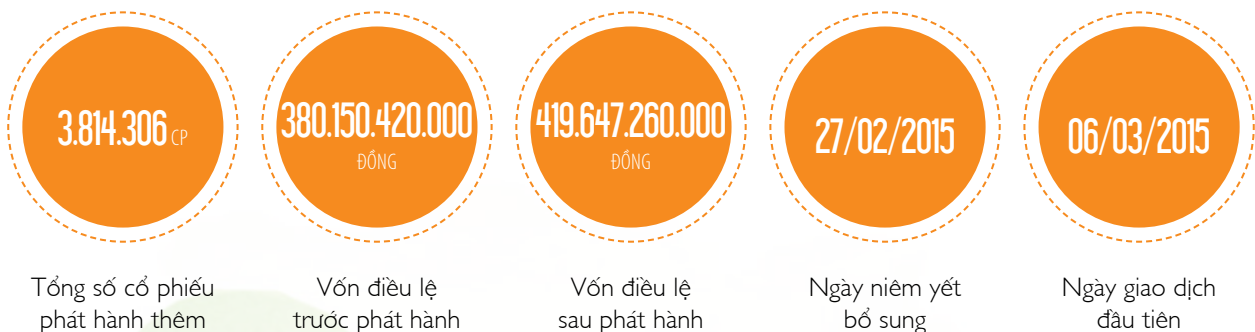 3.814.306 CP
380.150.420.000
ĐỒNG
419.647.260.000
ĐỒNG
27/02/2015
06/03/2015
Tổng số cổ phiếu
phát hành thêm
Vốn điều lệ
trước phát hành
Vốn điều lệ
sau phát hành
Ngày niêm yết
bổ sung
Ngày giao dịch
đầu tiên